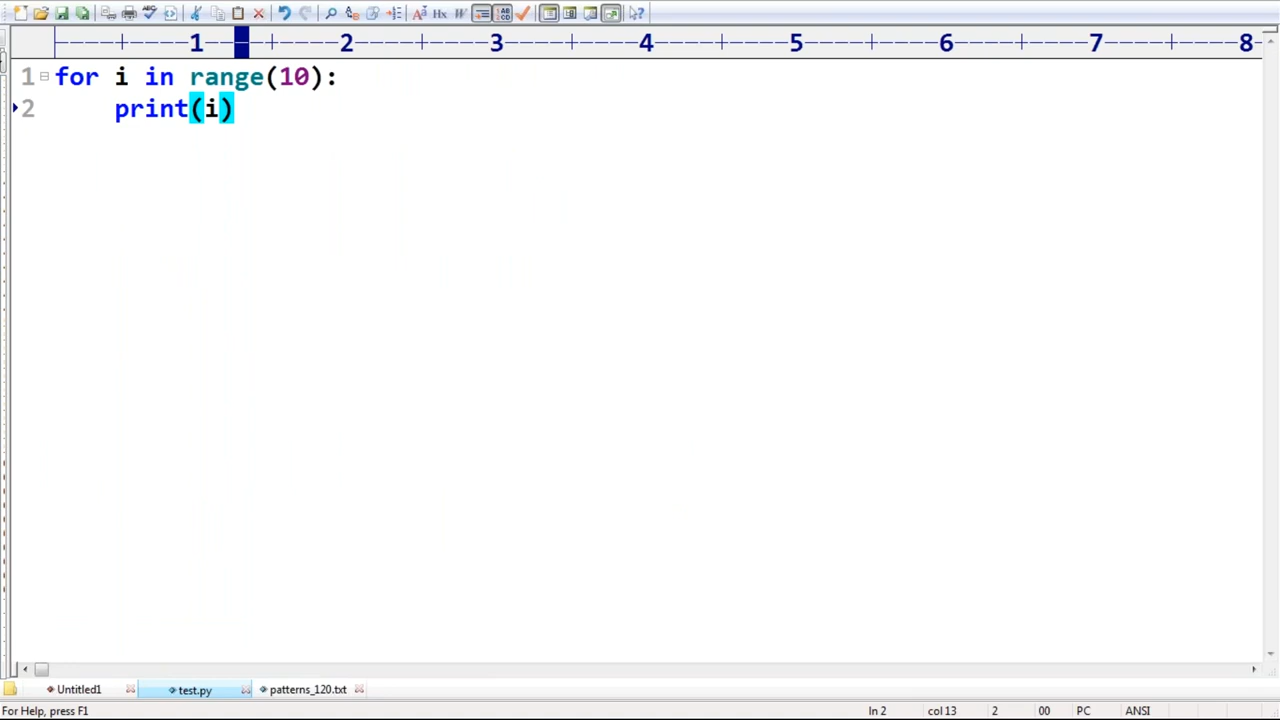 1 2 3 4 5 6 7 8
1 for i in range(10):
2     print(i)
Untitled1 test.py patterns_120.txt
For Help, press F1 ln 2 col 13 2 00 PC ANSI